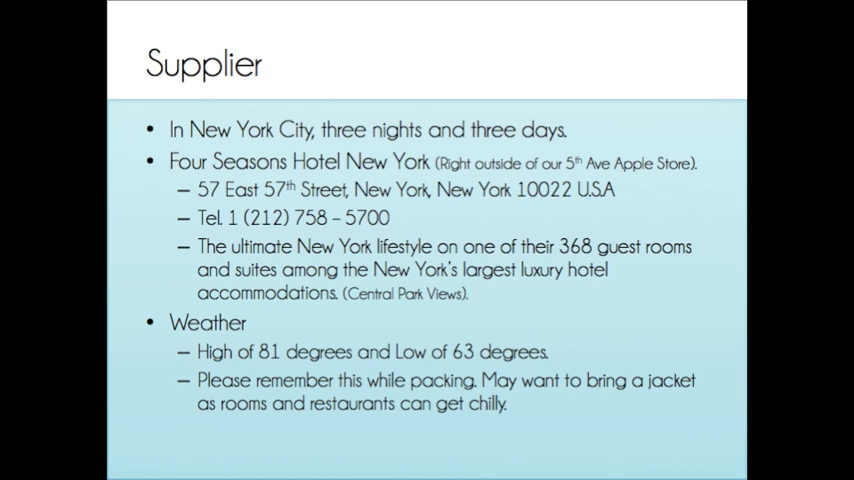 Supplier
• In New York City, three nights and three days.
• Four Seasons Hotel New York (Right outside of our 5th Ave Apple Store).
– 57 East 57th Street, New York, New York 10022 U.S.A
– Tel. 1 (212) 758 – 5700
– The ultimate New York lifestyle on one of their 368 guest rooms
and suites among the New York's largest luxury hotel
accommodations. (Central Park Views).
• Weather
– High of 81 degrees and Low of 63 degrees.
– Please remember this while packing. May want to bring a jacket
as rooms and restaurants can get chilly.